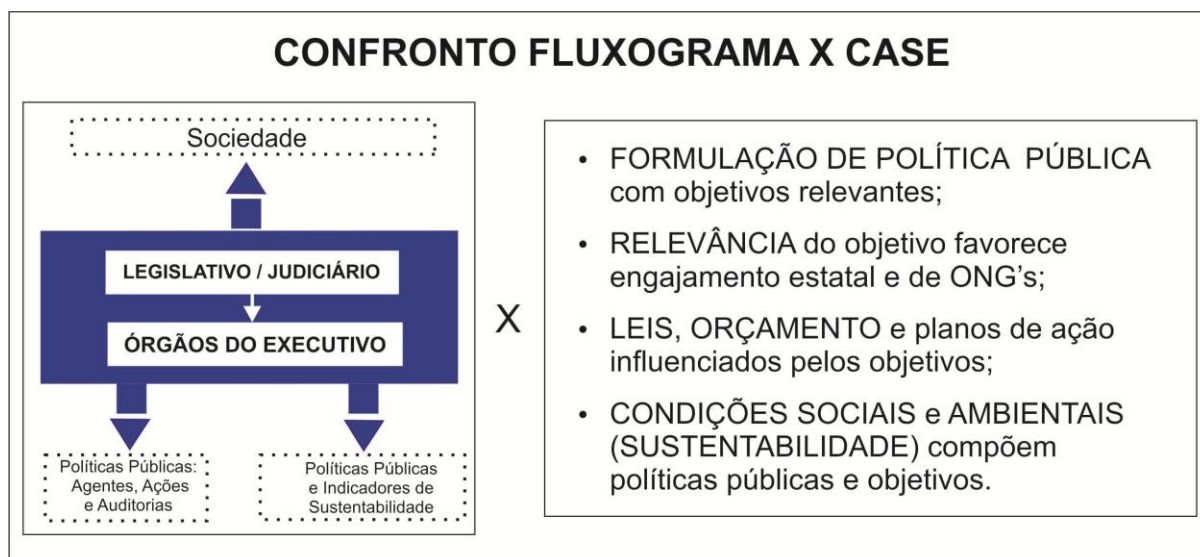 CONFRONTO FLUXOGRAMA X CASE
Sociedade
LEGISLATIVO / JUDICIÁRIO
ÓRGÃOS DO EXECUTIVO
Políticas Públicas:
Agentes, Ações
e Auditorias
Políticas Públicas
e Indicadores de
Sustentabilidade
X
• FORMULAÇÃO DE POLÍTICA PÚBLICA
com objetivos relevantes;
• RELEVÂNCIA do objetivo favorece
engajamento estatal e de ONG's;
• LEIS, ORÇAMENTO e planos de ação
influenciados pelos objetivos;
• CONDIÇÕES SOCIAIS e AMBIENTAIS
(SUSTENTABILIDADE) compõem
políticas públicas e objetivos.